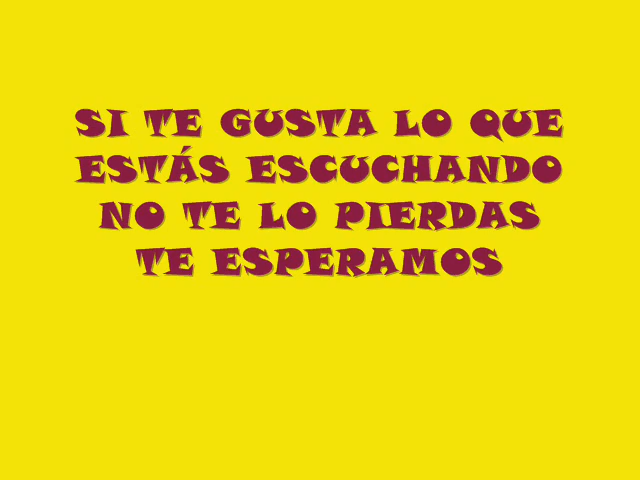 SI TE GUSTA LO QUE
ESTÁS ESCUCHANDO
NO TE LO PIERDAS
TE ESPERAMOS